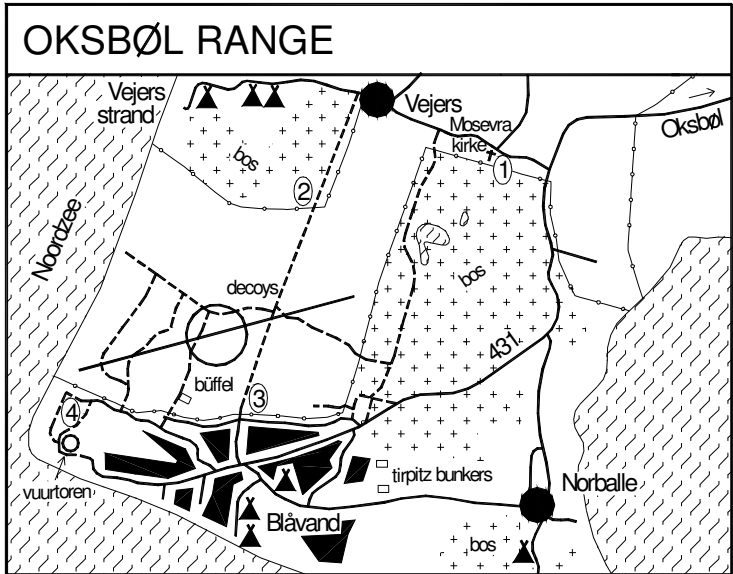 OKSBØL RANGE
Vejers
strand
Vejers
Mosevra
kirke
Oksbøl
1
bos
2
Noordzee
bos
decoys
431
büffel
3
4
tirpitz bunkers
vuurtoren
Norballe
Blåvand
bos